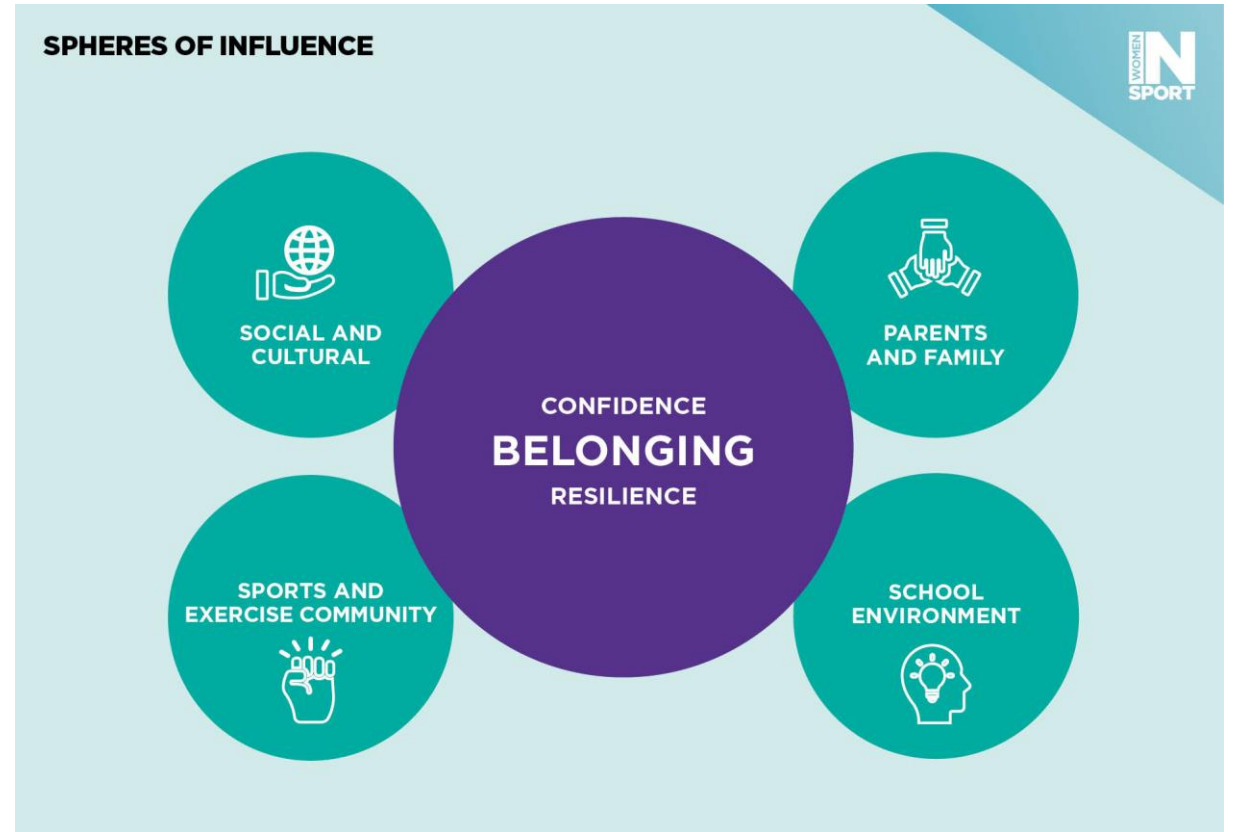 SPHERES OF INFLUENCE
WOMEN
IN
SPORT
SOCIAL AND
CULTURAL
PARENTS
AND FAMILY
CONFIDENCE
BELONGING
RESILIENCE
SPORTS AND
EXERCISE COMMUNITY
SCHOOL
ENVIRONMENT